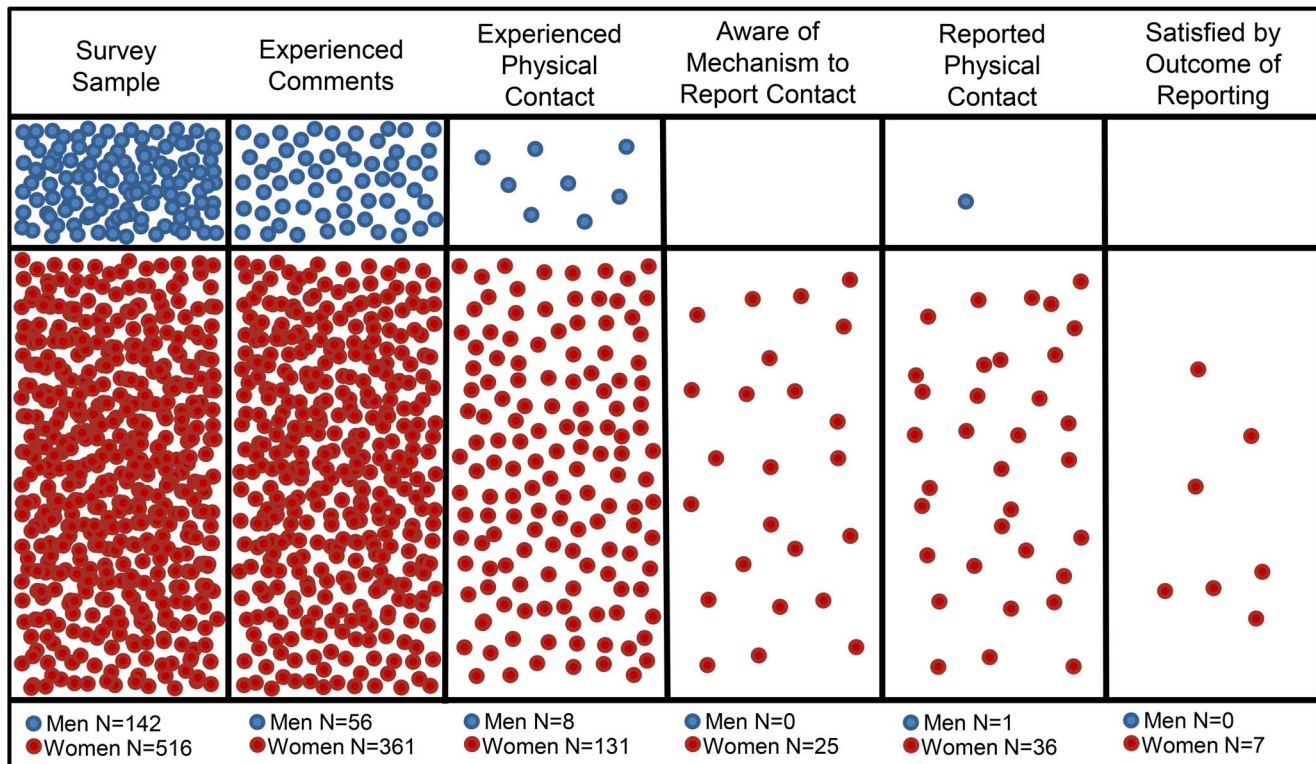 Survey
Sample
Experienced
Comments
Experienced
Physical
Contact
Aware of
Mechanism to
Report Contact
Reported
Physical
Contact
Satisfied by
Outcome of
Reporting
Men N=142
Women N=516
Men N=56
Women N=361
Men N=8
Women N=131
Men N=0
Women N=25
Men N=1
Women N=36
Men N=0
Women N=7